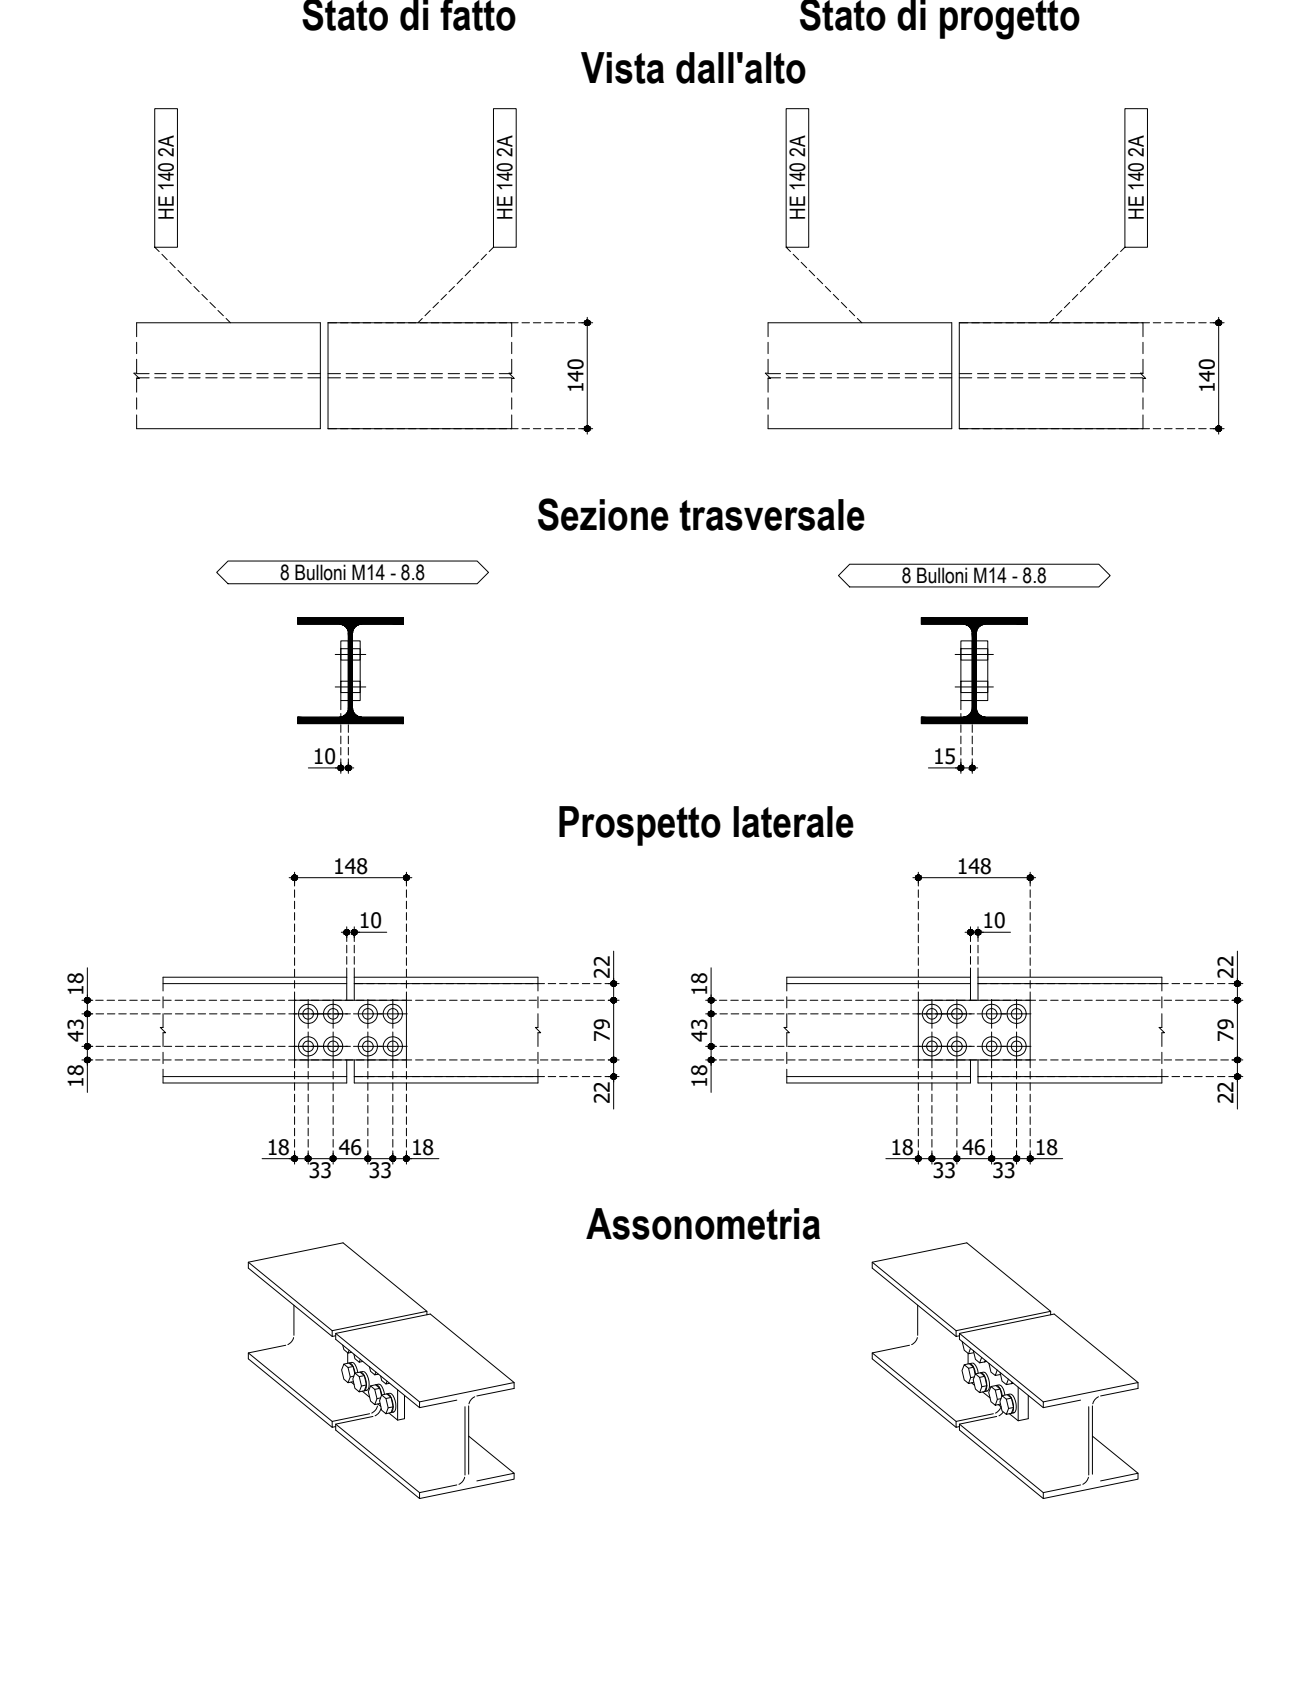 Stato di fatto Stato di progetto
Vista dall'alto
HE 140 2A HE 140 2A HE 140 2A HE 140 2A
140 140
Sezione trasversale
8 Bulloni M14 - 8.8 8 Bulloni M14 - 8.8
10 15
Prospetto laterale
148 148
10 10
18 22 18 22
43 79 43 79
18 22 18 22
18 46 18 18 46 18
33 33 33 33
Assonometria